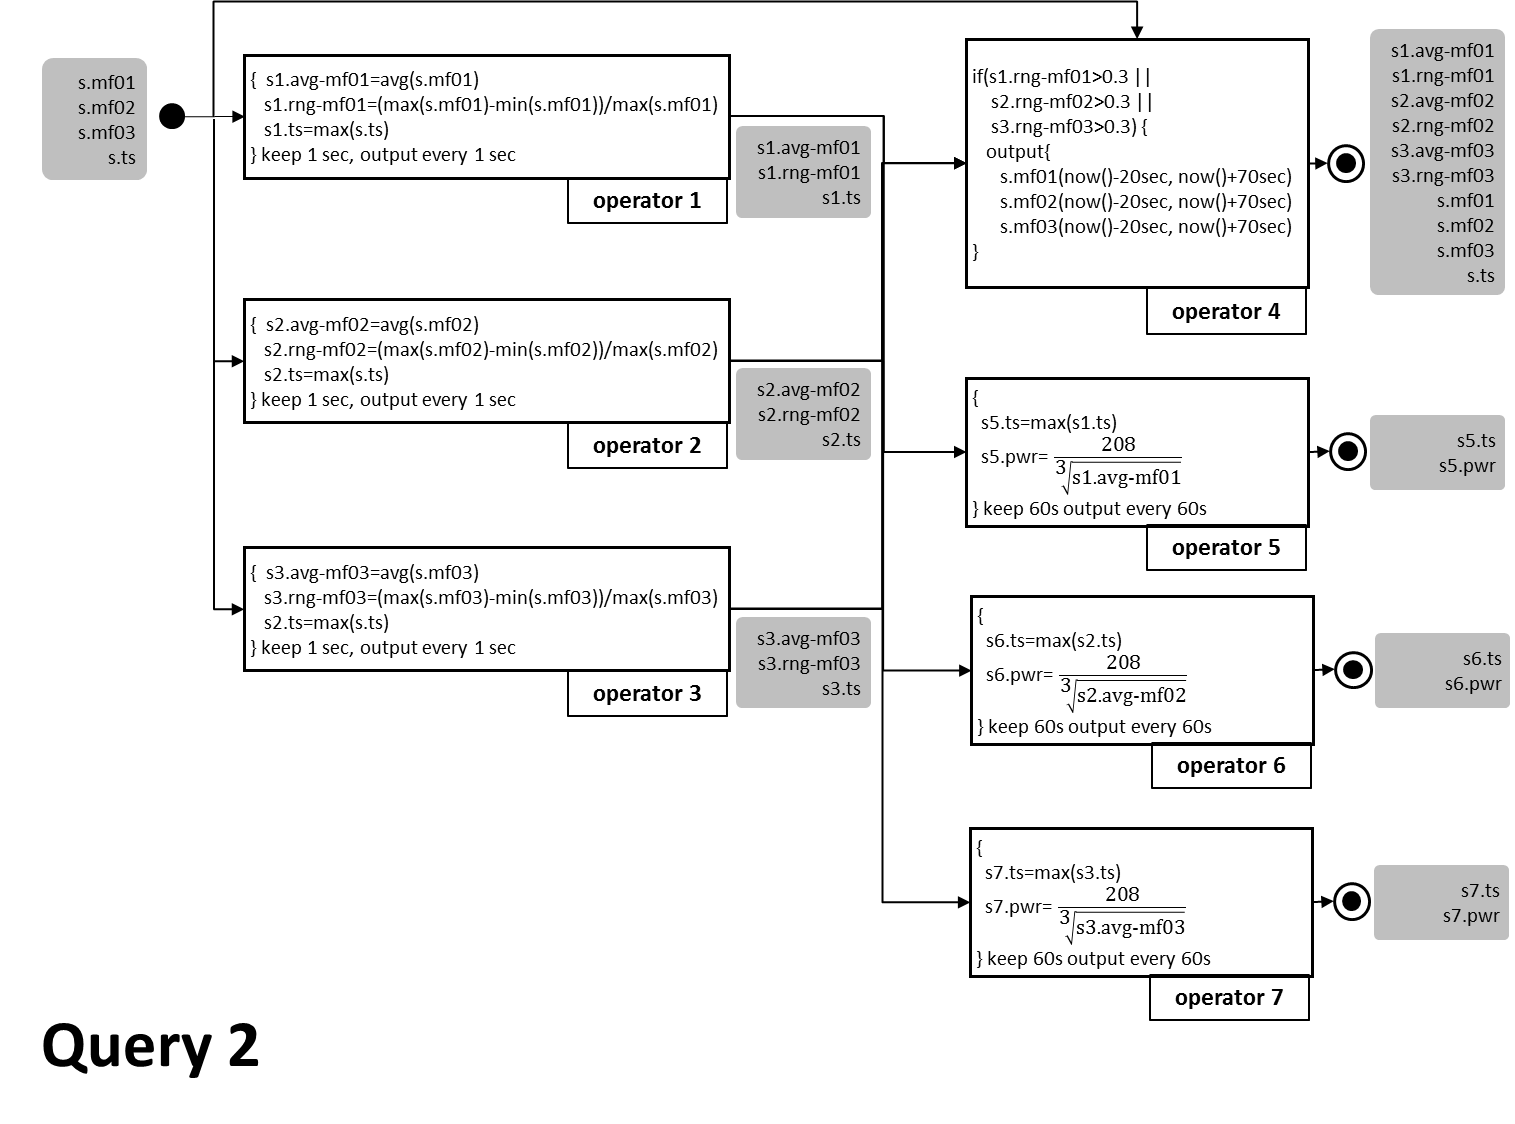 s.mf01
s.mf02
s.mf03
s.ts
{ s1.avg-mf01=avg(s.mf01)
s1.rng-mf01=(max(s.mf01)-min(s.mf01))/max(s.mf01)
s1.ts=max(s.ts)
} keep 1 sec, output every 1 sec
operator 1
s1.avg-mf01
s1.rng-mf01
s1.ts
{ s2.avg-mf02=avg(s.mf02)
s2.rng-mf02=(max(s.mf02)-min(s.mf02))/max(s.mf02)
s2.ts=max(s.ts)
} keep 1 sec, output every 1 sec
operator 2
s2.avg-mf02
s2.rng-mf02
s2.ts
{ s3.avg-mf03=avg(s.mf03)
s3.rng-mf03=(max(s.mf03)-min(s.mf03))/max(s.mf03)
s2.ts=max(s.ts)
} keep 1 sec, output every 1 sec
operator 3
s3.avg-mf03
s3.rng-mf03
s3.ts
if(s1.rng-mf01>0.3 ||
s2.rng-mf02>0.3 ||
s3.rng-mf03>0.3) {
output{
s.mf01(now()-20sec, now()+70sec)
s.mf02(now()-20sec, now()+70sec)
s.mf03(now()-20sec, now()+70sec)
}
operator 4
s1.avg-mf01
s1.rng-mf01
s2.avg-mf02
s2.rng-mf02
s3.avg-mf03
s3.rng-mf03
s.mf01
s.mf02
s.mf03
s.ts
{
s5.ts=max(s1.ts)
s5.pwr= 208
3√s1.avg-mf01
} keep 60s output every 60s
operator 5
s5.ts
s5.pwr
{
s6.ts=max(s2.ts)
s6.pwr= 208
3√s2.avg-mf02
} keep 60s output every 60s
operator 6
s6.ts
s6.pwr
{
s7.ts=max(s3.ts)
s7.pwr= 208
3√s3.avg-mf03
} keep 60s output every 60s
operator 7
s7.ts
s7.pwr
Query 2